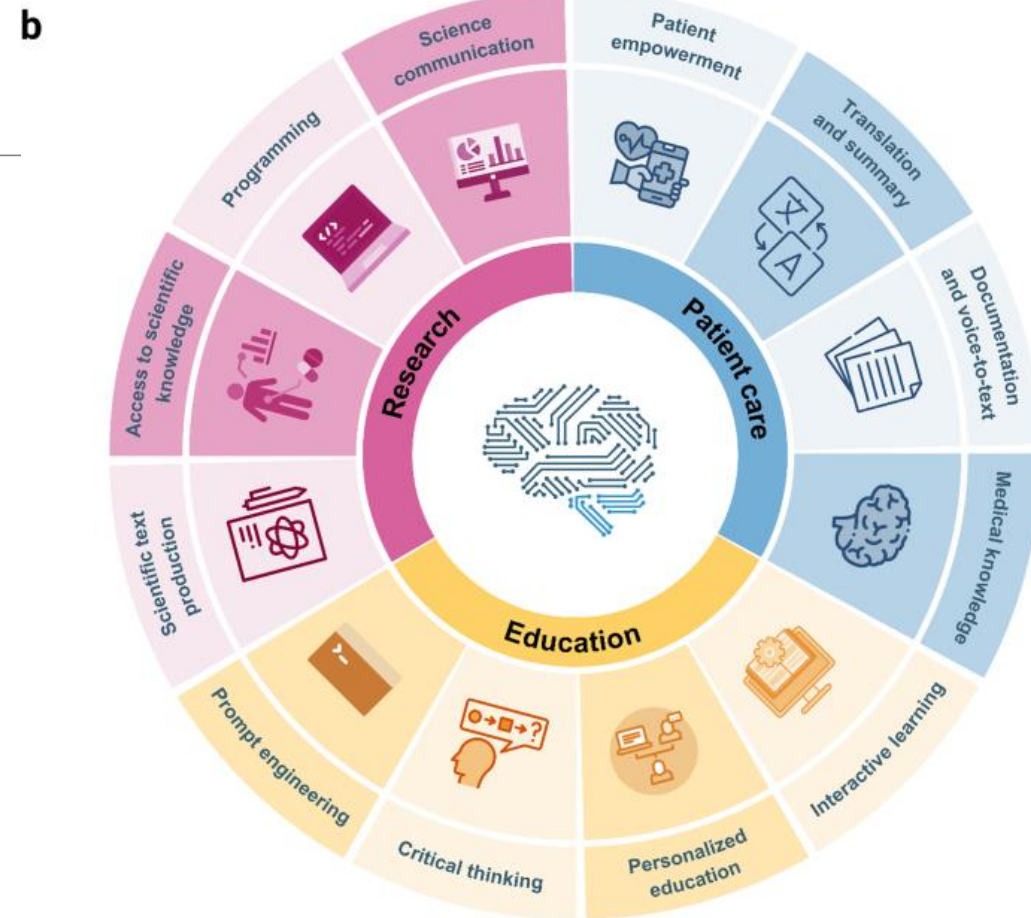 b
Science
communication
Patient
empowerment
Translation
and summary
Documentation
and voice-to-text
Medical knowledge
Interactive learning
Personalized
education
Critical thinking
Prompt engineering
Scientific text
production
Access to scientific
knowledge
Programming
Research
Patient care
Education
文
A
</>
>_
?